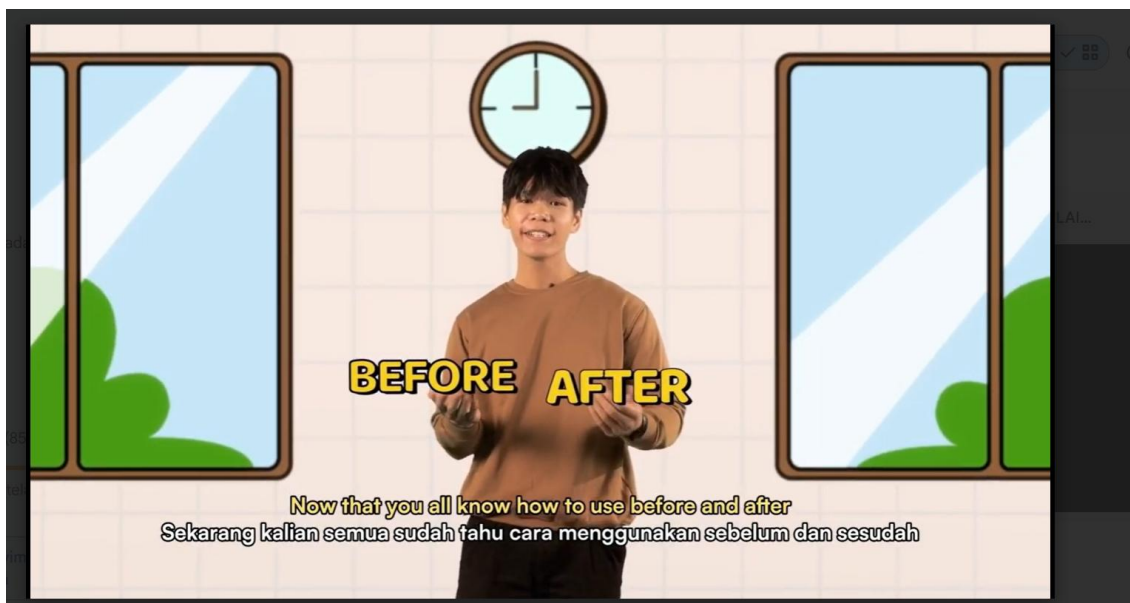 BEFORE AFTER
Now that you all know how to use before and after
Sekarang kalian semua sudah tahu cara menggunakan sebelum dan sesudah
LAI...